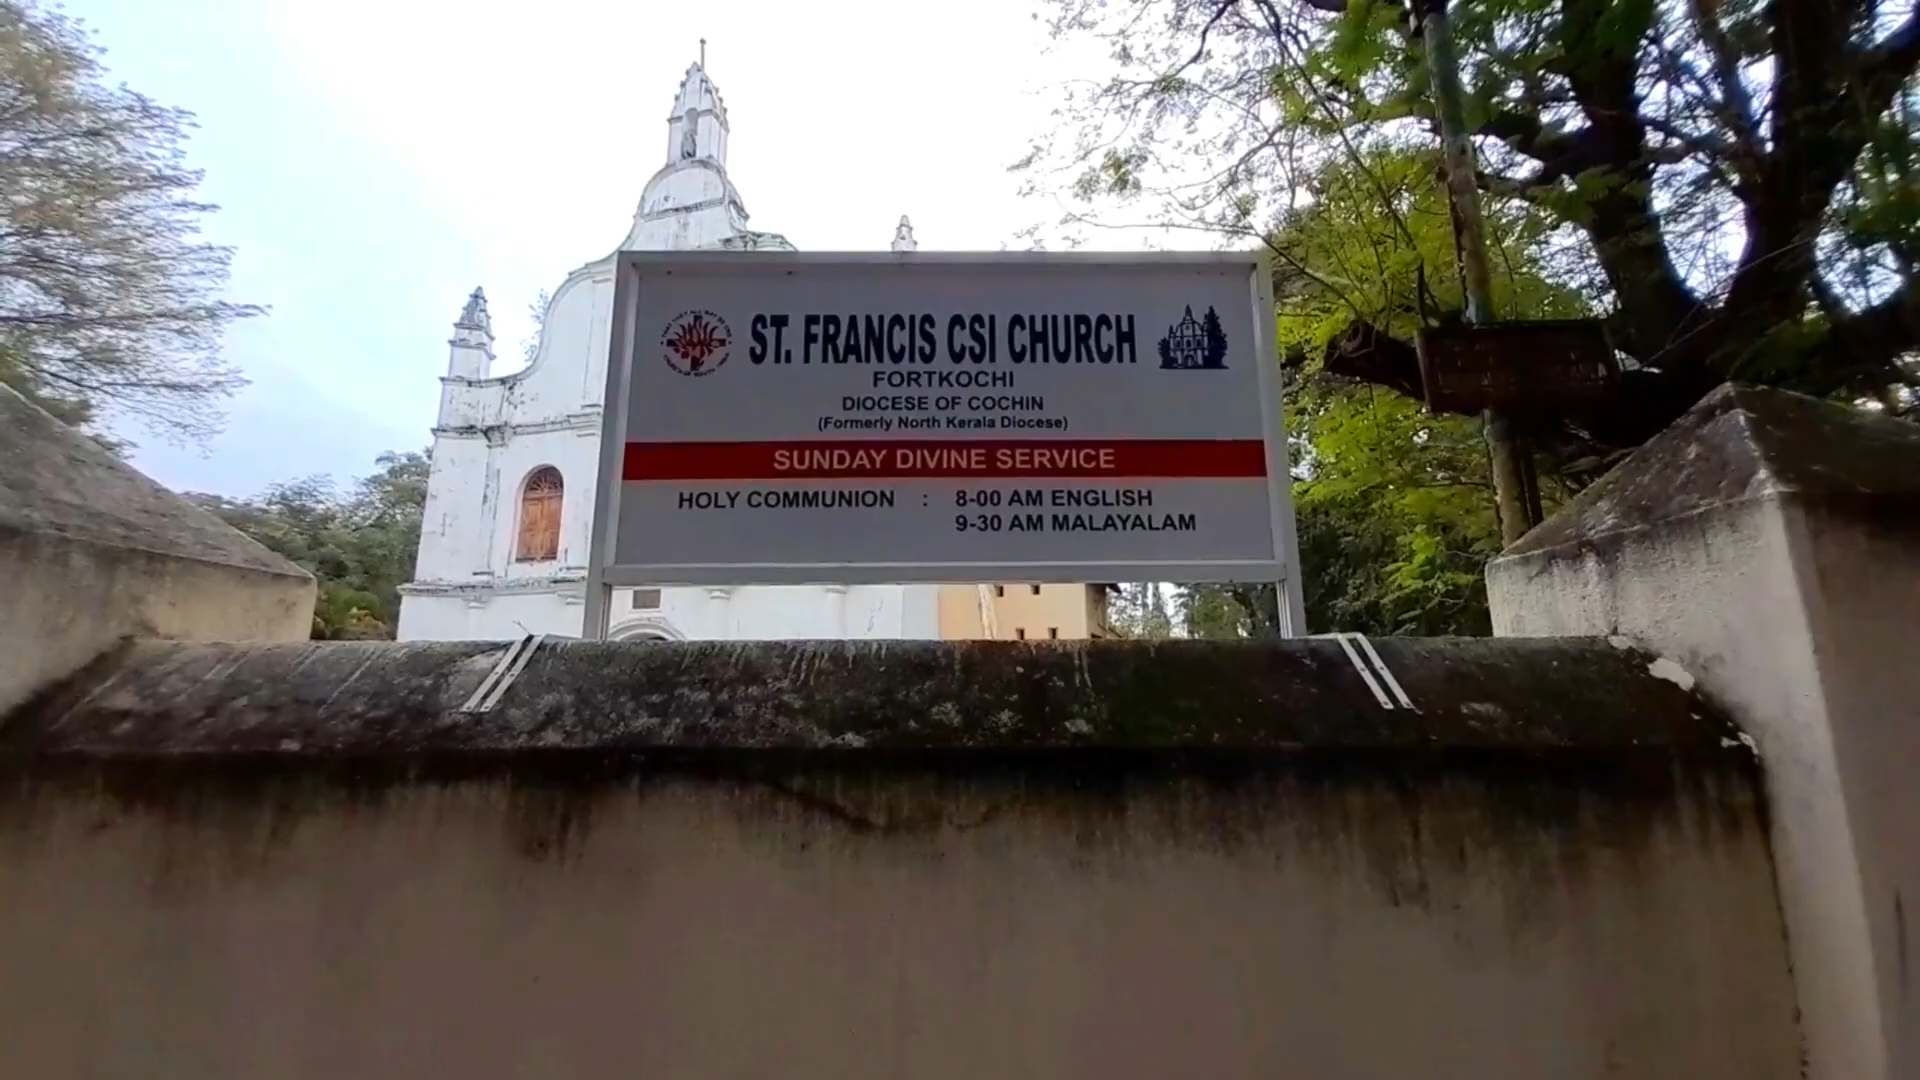 ST. FRANCIS CSI CHURCH
FORTKOCHI
DIOCESE OF COCHIN
(Formerly North Kerala Diocese)
SUNDAY DIVINE SERVICE
HOLY COMMUNION : 8-00 AM ENGLISH
9-30 AM MALAYALAM